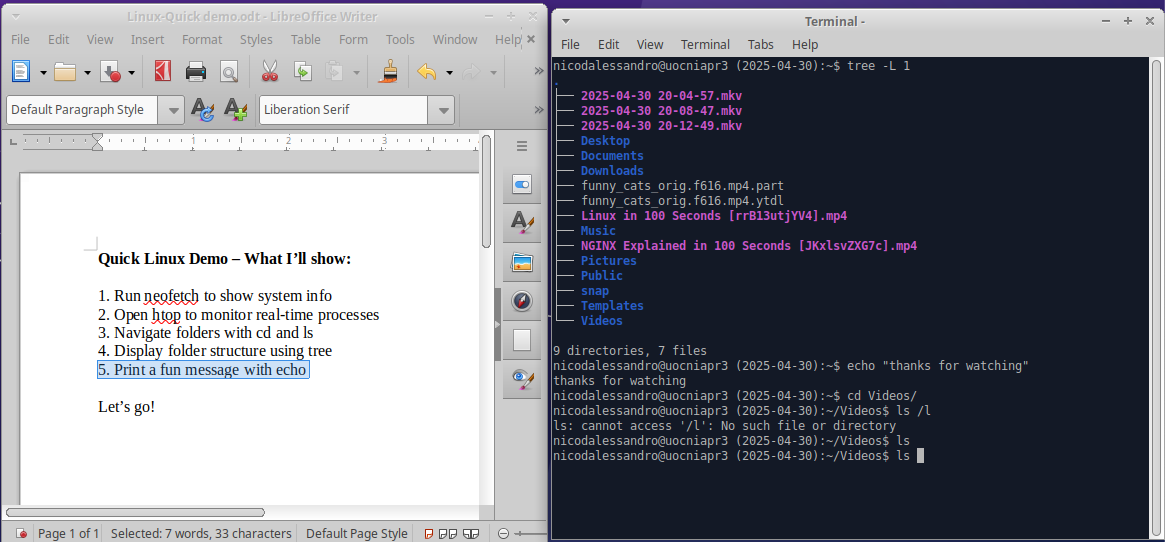 Linux-Quick demo.odt - LibreOffice Writer
File Edit View Insert Format Styles Table Form Tools Window Help
Default Paragraph Style Liberation Serif
1 2 3
Quick Linux Demo – What I’ll show:
1. Run neofetch to show system info
2. Open htop to monitor real-time processes
3. Navigate folders with cd and ls
4. Display folder structure using tree
5. Print a fun message with echo
Let’s go!
Page 1 of 1 Selected: 7 words, 33 characters Default Page Style
Terminal -
File Edit View Terminal Tabs Help
nicodalessandro@uocniapr3 (2025-04-30):~$ tree -L 1
.
├── 2025-04-30 20-04-57.mkv
├── 2025-04-30 20-08-47.mkv
├── 2025-04-30 20-12-49.mkv
├── Desktop
├── Documents
├── Downloads
├── funny_cats_orig.f616.mp4.part
├── funny_cats_orig.f616.mp4.ytdl
├── Linux in 100 Seconds [rrB13utjYV4].mp4
├── Music
├── NGINX Explained in 100 Seconds [JKxlsvZXG7c].mp4
├── Pictures
├── Public
├── snap
├── Templates
└── Videos
9 directories, 7 files
nicodalessandro@uocniapr3 (2025-04-30):~$ echo "thanks for watching"
thanks for watching
nicodalessandro@uocniapr3 (2025-04-30):~$ cd Videos/
nicodalessandro@uocniapr3 (2025-04-30):~/Videos$ ls /l
ls: cannot access '/l': No such file or directory
nicodalessandro@uocniapr3 (2025-04-30):~/Videos$ ls
nicodalessandro@uocniapr3 (2025-04-30):~/Videos$ ls